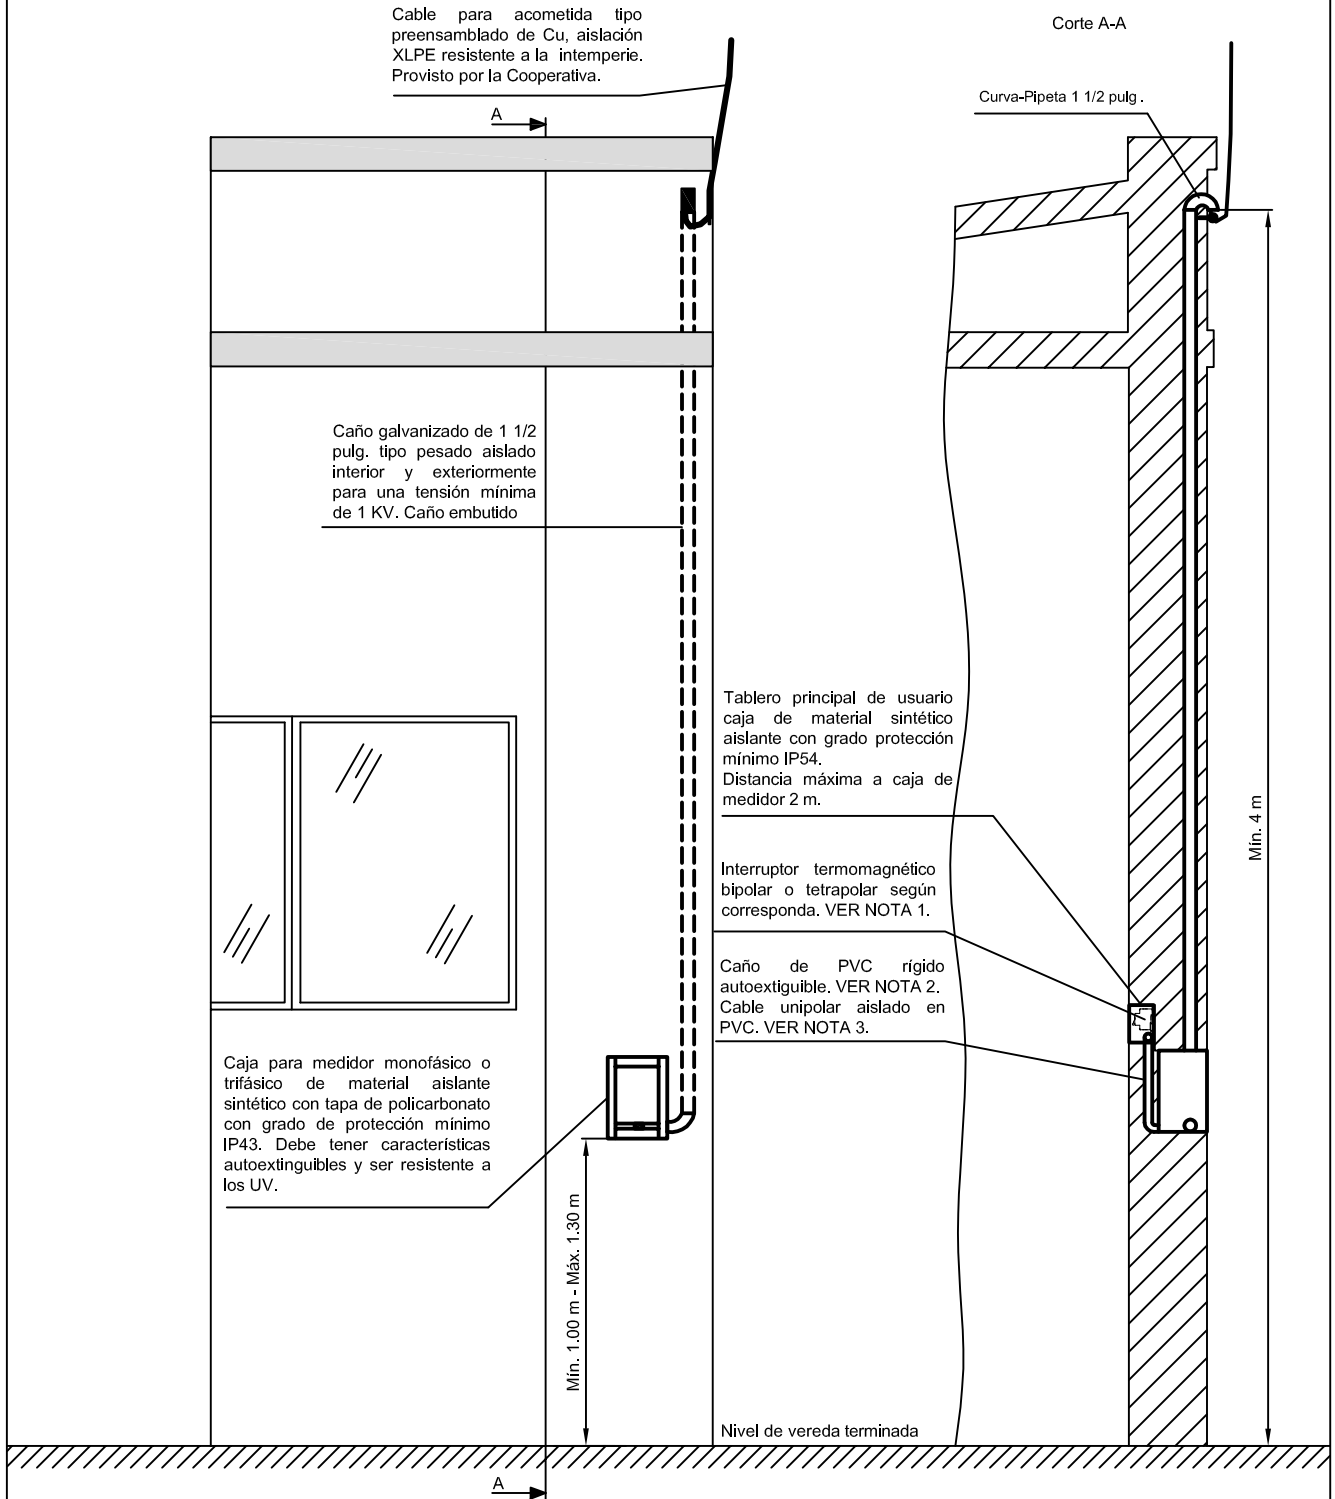 Cable para acometida tipo
preensamblado de Cu, aislación
XLPE resistente a la intemperie.
Provisto por la Cooperativa.
Corte A-A
Curva-Pipeta 1 1/2 pulg.
A
Caño galvanizado de 1 1/2
pulg. tipo pesado aislado
interior y exteriormente
para una tensión mínima
de 1 KV. Caño embutido
Tablero principal de usuario
caja de material sintético
aislante con grado protección
mínimo IP54.
Distancia máxima a caja de
medidor 2 m.
Mín. 4 m
Interruptor termomagnético
bipolar o tetrapolar según
corresponda. VER NOTA 1.
Caño de PVC rígido
autoextiguible. VER NOTA 2.
Cable unipolar aislado en
PVC. VER NOTA 3.
Caja para medidor monofásico o
trifásico de material aislante
sintético con tapa de policarbonato
con grado de protección mínimo
IP43. Debe tener características
autoextinguibles y ser resistente a
los UV.
Mín. 1.00 m - Máx. 1.30 m
Nivel de vereda terminada
A